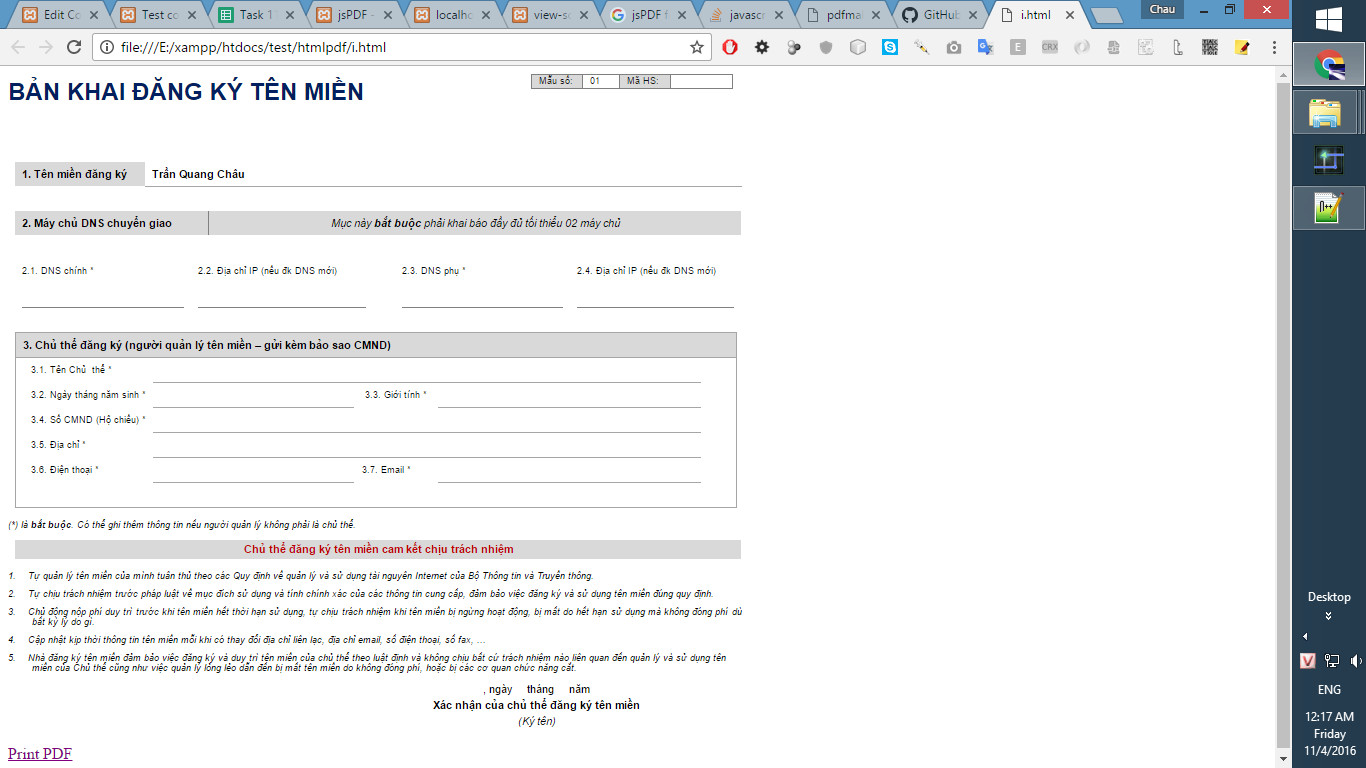 Edit Co
Test co
Task 1
jsPDF -
localho
view-so
jsPDF f
javascr
pdfma
GitHub
i.html
Chau
file:///E:/xampp/htdocs/test/htmlpdf/i.html
BẢN KHAI ĐĂNG KÝ TÊN MIỀN
Mẫu số: 01 Mã HS:
1. Tên miền đăng ký Trần Quang Châu
2. Máy chủ DNS chuyển giao Mục này bắt buộc phải khai báo đầy đủ tối thiểu 02 máy chủ
2.1. DNS chính * 2.2. Địa chỉ IP (nếu đk DNS mới) 2.3. DNS phụ * 2.4. Địa chỉ IP (nếu đk DNS mới)
3. Chủ thể đăng ký (người quản lý tên miền – gửi kèm bảo sao CMND)
3.1. Tên Chủ thể *
3.2. Ngày tháng năm sinh * 3.3. Giới tính *
3.4. Số CMND (Hộ chiếu) *
3.5. Địa chỉ *
3.6. Điện thoại * 3.7. Email *
(*) là bắt buộc. Có thể ghi thêm thông tin nếu người quản lý không phải là chủ thể.
Chủ thể đăng ký tên miền cam kết chịu trách nhiệm
1. Tự quản lý tên miền của mình tuân thủ theo các Quy định về quản lý và sử dụng tài nguyên Internet của Bộ Thông tin và Truyền thông.
2. Tự chịu trách nhiệm trước pháp luật về mục đích sử dụng và tính chính xác của các thông tin cung cấp, đảm bảo việc đăng ký và sử dụng tên miền đúng quy định.
3. Chủ động nộp phí duy trì trước khi tên miền hết thời hạn sử dụng, tự chịu trách nhiệm khi tên miền bị ngừng hoạt động, bị mất do hết hạn sử dụng mà không đóng phí dù
bất kỳ lý do gì.
4. Cập nhật kịp thời thông tin tên miền mỗi khi có thay đổi địa chỉ liên lạc, địa chỉ email, số điện thoại, số fax, …
5. Nhà đăng ký tên miền đảm bảo việc đăng ký và duy trì tên miền của chủ thể theo luật định và không chịu bất cứ trách nhiệm nào liên quan đến quản lý và sử dụng tên
miền của Chủ thể cũng như việc quản lý lỏng lẻo dẫn đến bị mất tên miền do không đóng phí, hoặc bị các cơ quan chức năng cắt.
, ngày tháng năm
Xác nhận của chủ thể đăng ký tên miền
(Ký tên)
Print PDF
Desktop
ENG
12:17 AM
Friday
11/4/2016